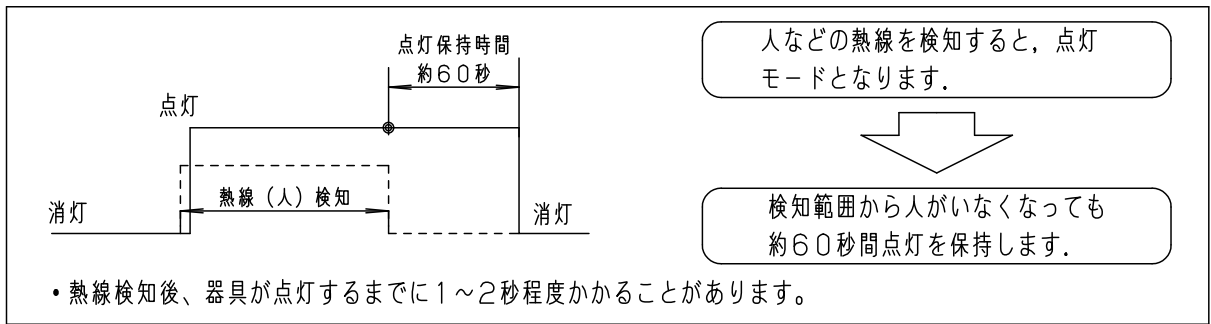 点灯保持時間
約60秒
点灯
熱線(人)検知
消灯
消灯
人などの熱線を検知すると,点灯
モードとなります.
検知範囲から人がいなくなっても
約60秒間点灯を保持します.
・熱線検知後、器具が点灯するまでに1～2秒程度かかることがあります。